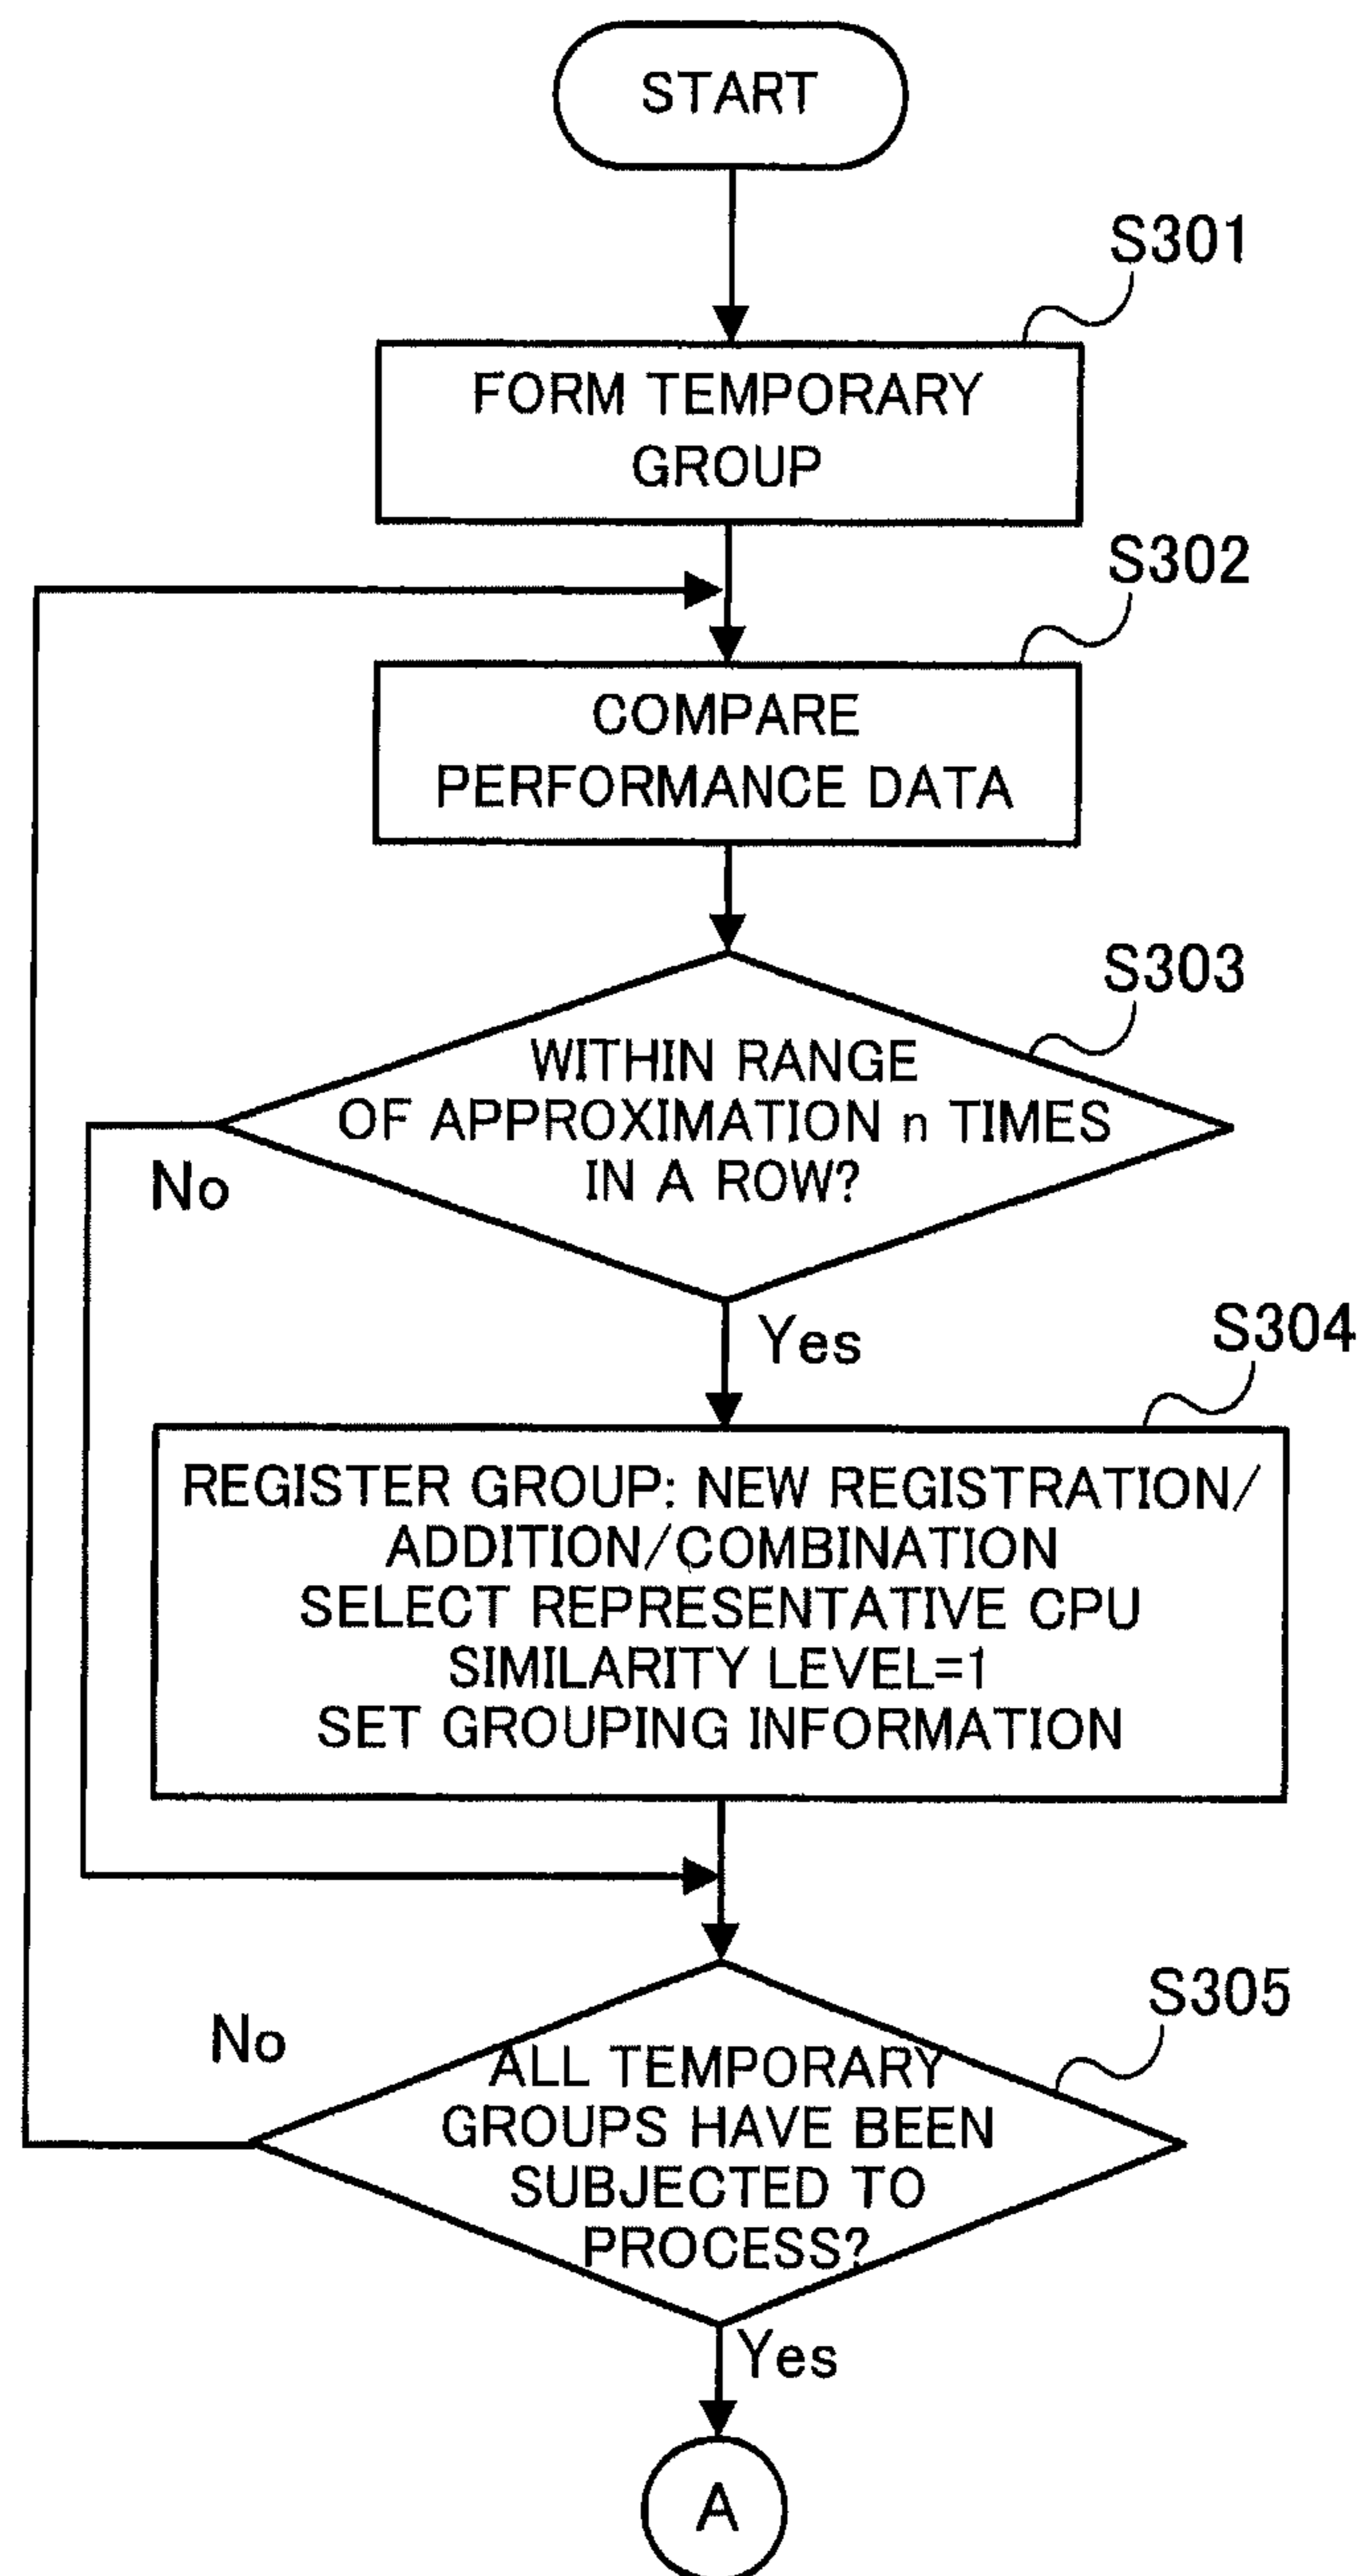 START
S301
FORM TEMPORARY
GROUP
S302
COMPARE
PERFORMANCE DATA
S303
WITHIN RANGE
OF APPROXIMATION n TIMES
IN A ROW?
No
Yes
S304
REGISTER GROUP: NEW REGISTRATION/
ADDITION/COMBINATION
SELECT REPRESENTATIVE CPU
SIMILARITY LEVEL=1
SET GROUPING INFORMATION
S305
No
ALL TEMPORARY
GROUPS HAVE BEEN
SUBJECTED TO
PROCESS?
Yes
A